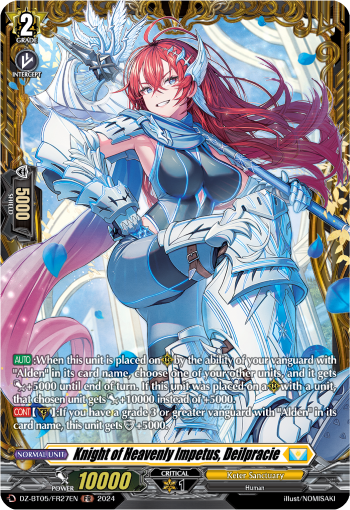 2
GRADE
INTERCEPT
5000
SHIELD
AUTO :When this unit is placed on R by the ability of your vanguard with
"Alden" in its card name, choose one of your other units, and it gets
+5000 until end of turn. If this unit was placed on a R with a unit,
that chosen unit gets +10000 instead of +5000.
CONT :If you have a grade 3 or greater vanguard with "Alden" in its
card name, this unit gets +5000.
NORMAL UNIT
Knight of Heavenly Impetus, Deilpracie
POWER 10000
CRITICAL
1
Keter Sanctuary
Human
DZ-BT05/FR27EN FR 2024
illust/NOMISAKI